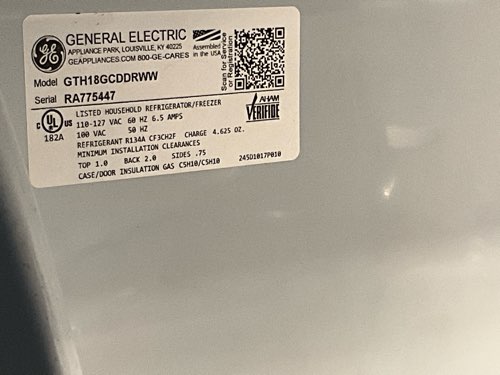 GE
GENERAL ELECTRIC
APPLIANCE PARK, LOUISVILLE, KY 40225
GEAPPLIANCES.COM 800-GE-CARES
Assembled
in the USA
Scan for Service
or Registration
Model GTH18GCDDRWW
Serial RA775447
C UL US
182A
LISTED HOUSEHOLD REFRIGERATOR/FREEZER
110-127 VAC 60 HZ 6.5 AMPS
100 VAC 50 HZ
REFRIGERANT R134A CF3CH2F CHARGE 4.625 OZ.
MINIMUM INSTALLATION CLEARANCES
TOP 1.0 BACK 2.0 SIDES .75
CASE/DOOR INSULATION GAS C5H10/C5H10
245D1017P010
AHAM
VERIFIDE